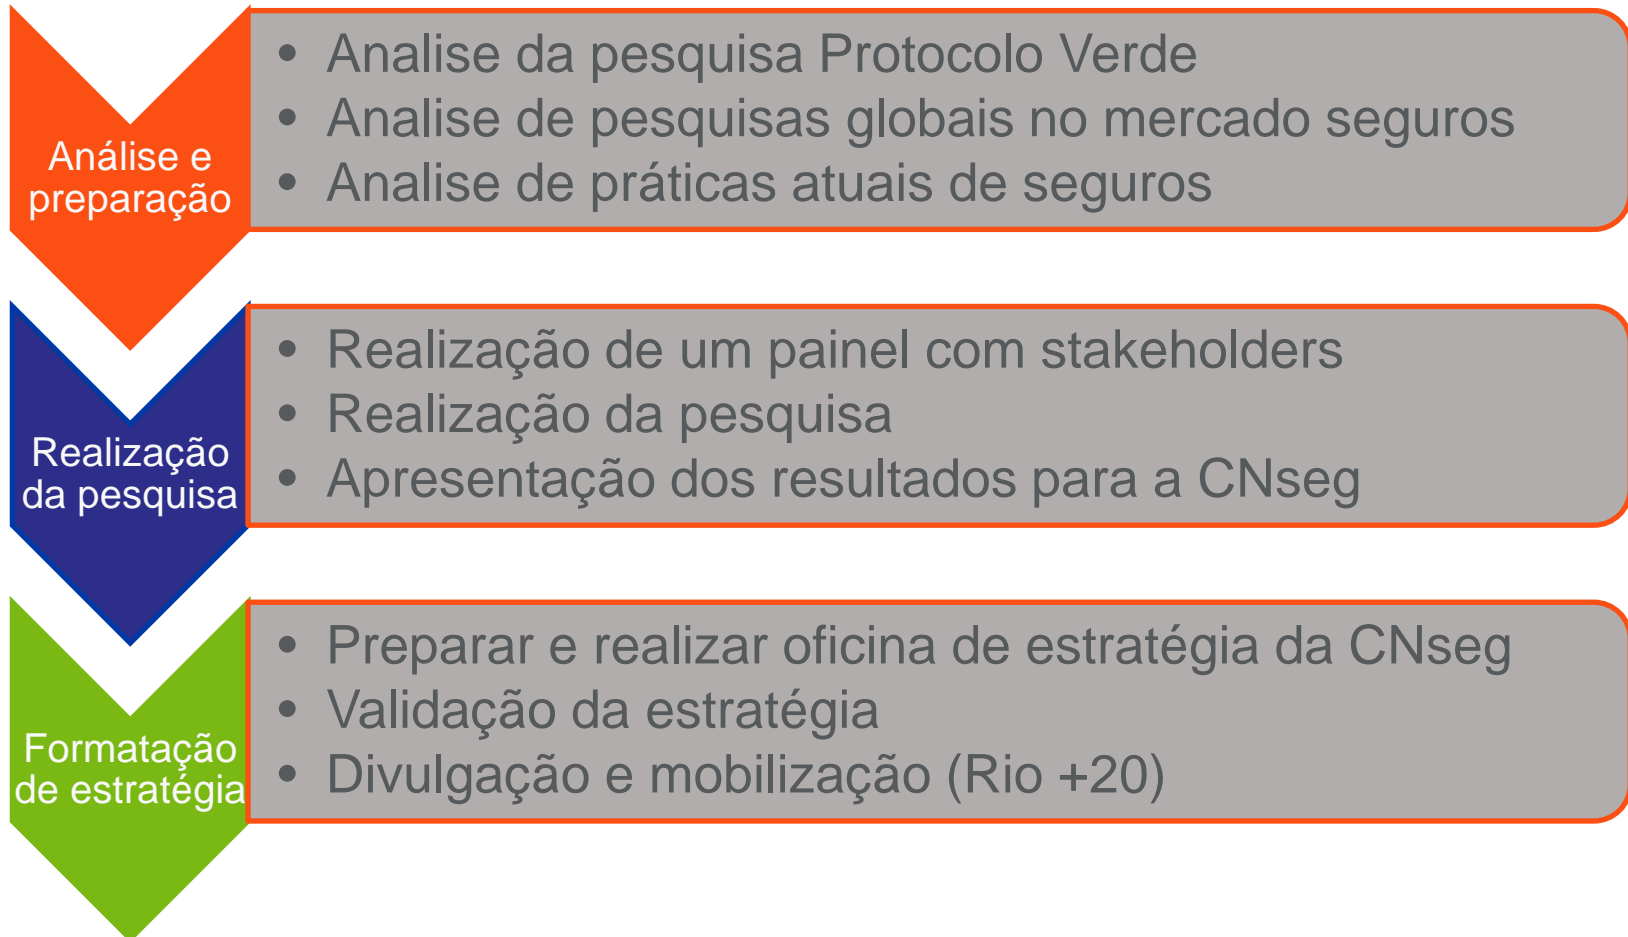 Análise e
preparação
• Analise da pesquisa Protocolo Verde
• Analise de pesquisas globais no mercado seguros
• Analise de práticas atuais de seguros
Realização
da pesquisa
• Realização de um painel com stakeholders
• Realização da pesquisa
• Apresentação dos resultados para a CNseg
Formatação
de estratégia
• Preparar e realizar oficina de estratégia da CNseg
• Validação da estratégia
• Divulgação e mobilização (Rio +20)